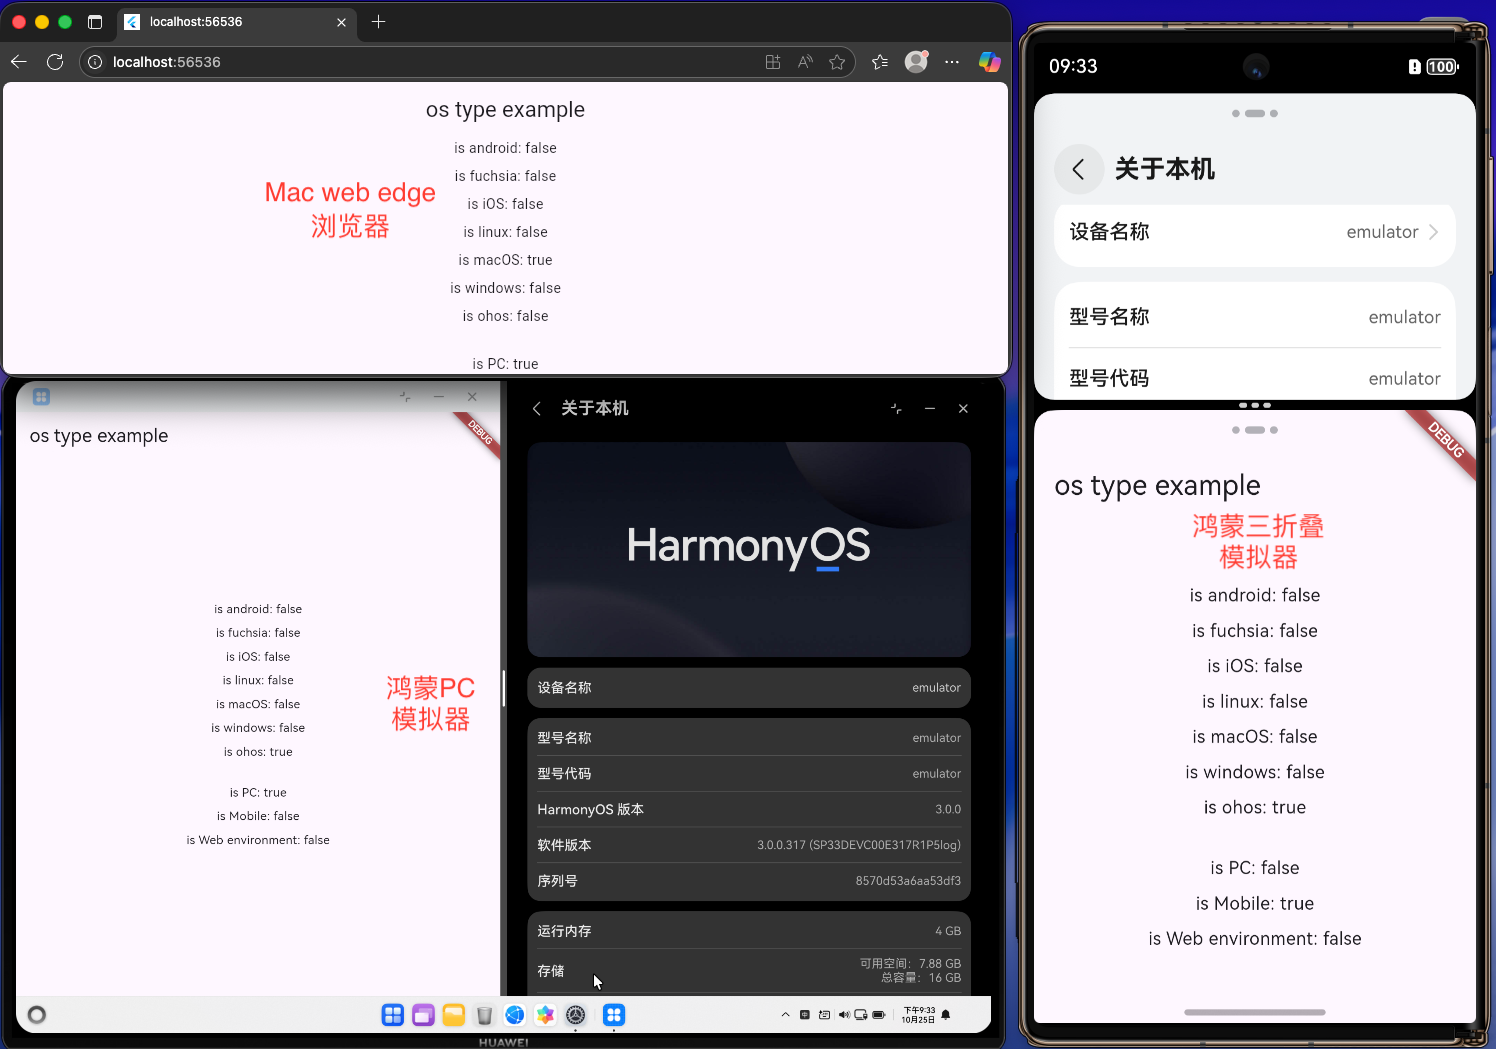 localhost:56536
localhost:56536
os type example
is android: false
is fuchsia: false
Mac web edge
浏览器
is iOS: false
is linux: false
is macOS: true
is windows: false
is ohos: false
is PC: true
os type example
DEBUG
is android: false
is fuchsia: false
is iOS: false
is linux: false
is macOS: false
is windows: false
is ohos: true
鸿蒙PC
模拟器
is PC: true
is Mobile: false
is Web environment: false
关于本机
HarmonyOS
设备名称 emulator
型号名称 emulator
型号代码 emulator
HarmonyOS 版本 3.0.0
软件版本 3.0.0.317 (SP33DEVC00E317R1P5log)
序列号 8570d53a6aa53df3
运行内存 4 GB
存储 可用空间: 7.88 GB
总容量: 16 GB
下午9:33
10月25日
HUAWEI
09:33
100
关于本机
设备名称 emulator
型号名称 emulator
型号代码 emulator
DEBUG
os type example
鸿蒙三折叠
模拟器
is android: false
is fuchsia: false
is iOS: false
is linux: false
is macOS: false
is windows: false
is ohos: true
is PC: false
is Mobile: true
is Web environment: false